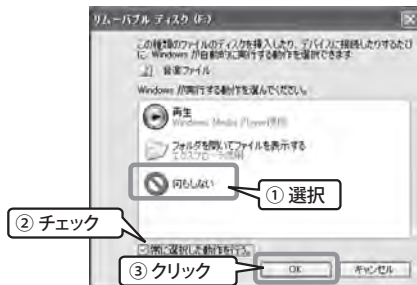 リムーバブル ディスク (F:)
この種類のファイルのディスクを挿入したり、デバイスに接続したりするたび
に、Windows が自動的に実行する動作を選択できます
音楽ファイル
Windows が実行する動作を選んでください。
再生
Windows Media Player使用
フォルダを開いてファイルを表示する
エクスプローラ使用
何もしない
① 選択
② チェック
常に選択した動作を行う。
③ クリック
OK
キャンセル